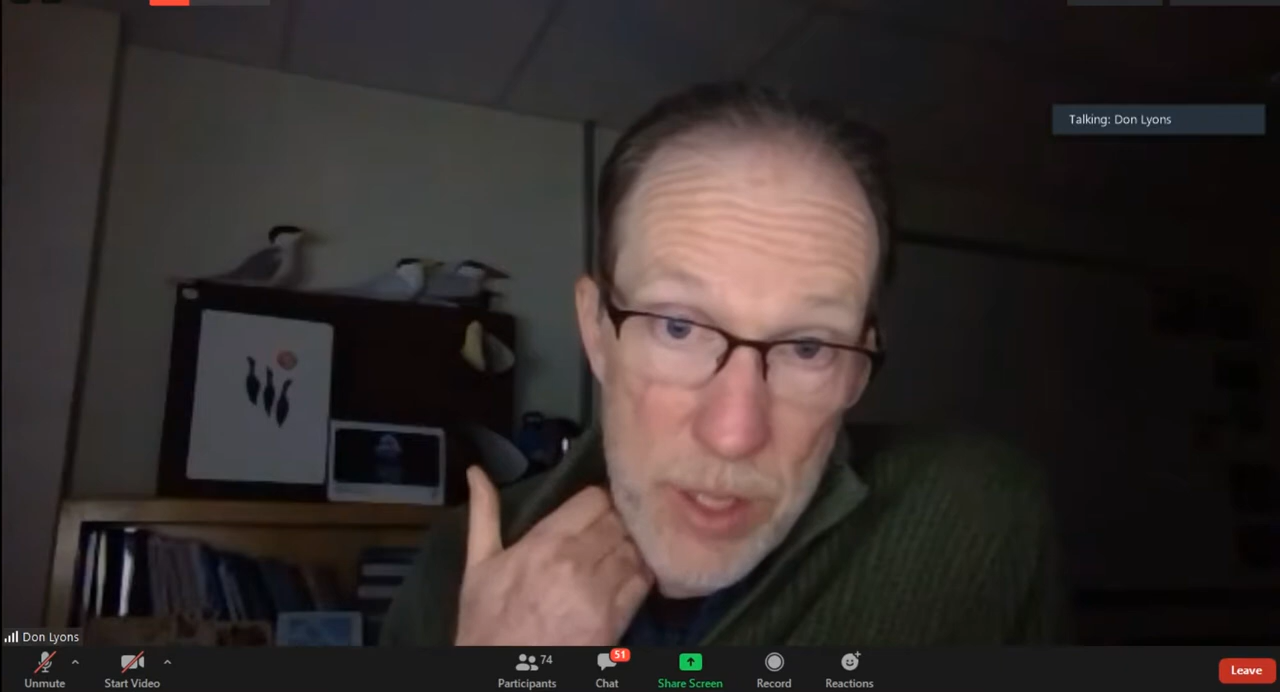 Talking: Don Lyons
Don Lyons
Unmute
Start Video
Participants
74
Chat
51
Share Screen
Record
Reactions
Leave